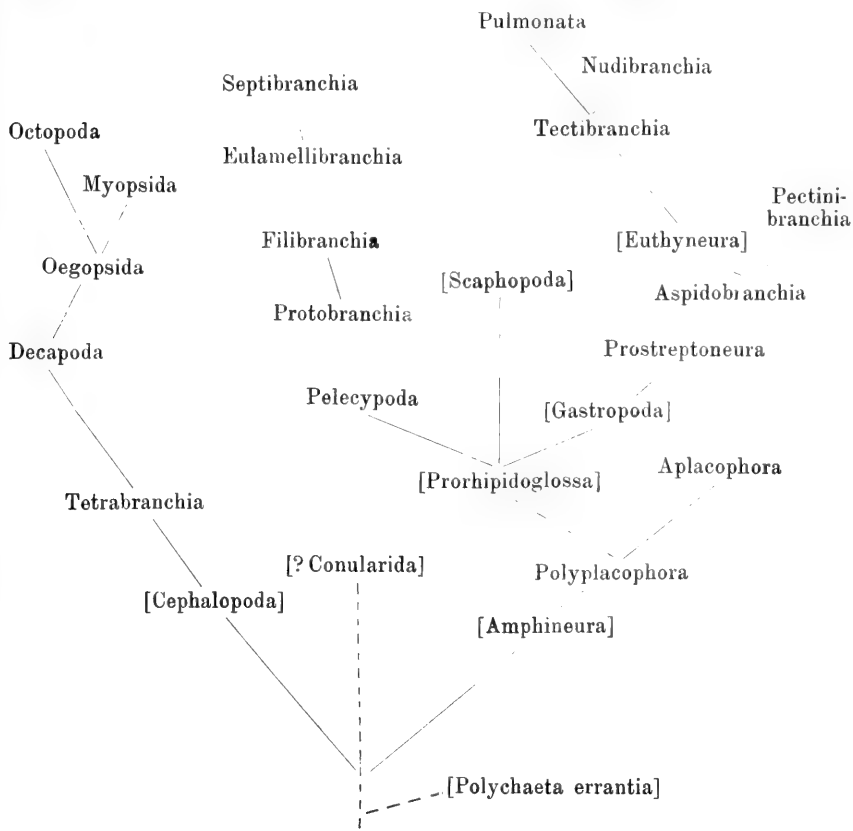 Pulmonata
Nudibranchia
Septibranchia
Octopoda
Tectibranchia
Eulamellibranchia
Myopsida
Pectini-
branchia
Filibranchia
[Euthyneura]
Oegopsida
[Scaphopoda]
Aspidobranchia
Protobranchia
Decapoda
Prostreptoneura
Pelecypoda
[Gastropoda]
Aplacophora
[Prorhipidoglossa]
Tetrabranchia
[? Conularida]
Polyplacophora
[Cephalopoda]
[Amphineura]
[Polychaeta errantia]